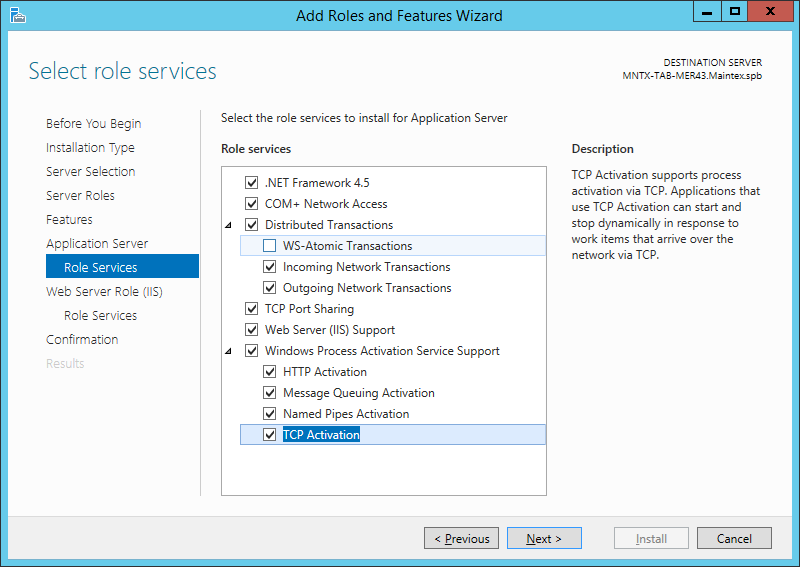 Add Roles and Features Wizard
Select role services
DESTINATION SERVER
MNTX-TAB-MER43.Maintex.spb
Before You Begin
Installation Type
Server Selection
Server Roles
Features
Application Server
Role Services
Web Server Role (IIS)
Role Services
Confirmation
Results
Select the role services to install for Application Server
Role services
.NET Framework 4.5
COM+ Network Access
Distributed Transactions
WS-Atomic Transactions
Incoming Network Transactions
Outgoing Network Transactions
TCP Port Sharing
Web Server (IIS) Support
Windows Process Activation Service Support
HTTP Activation
Message Queuing Activation
Named Pipes Activation
TCP Activation
Description
TCP Activation supports process
activation via TCP. Applications that
use TCP Activation can start and
stop dynamically in response to
work items that arrive over the
network via TCP.
< Previous
Next >
Install
Cancel